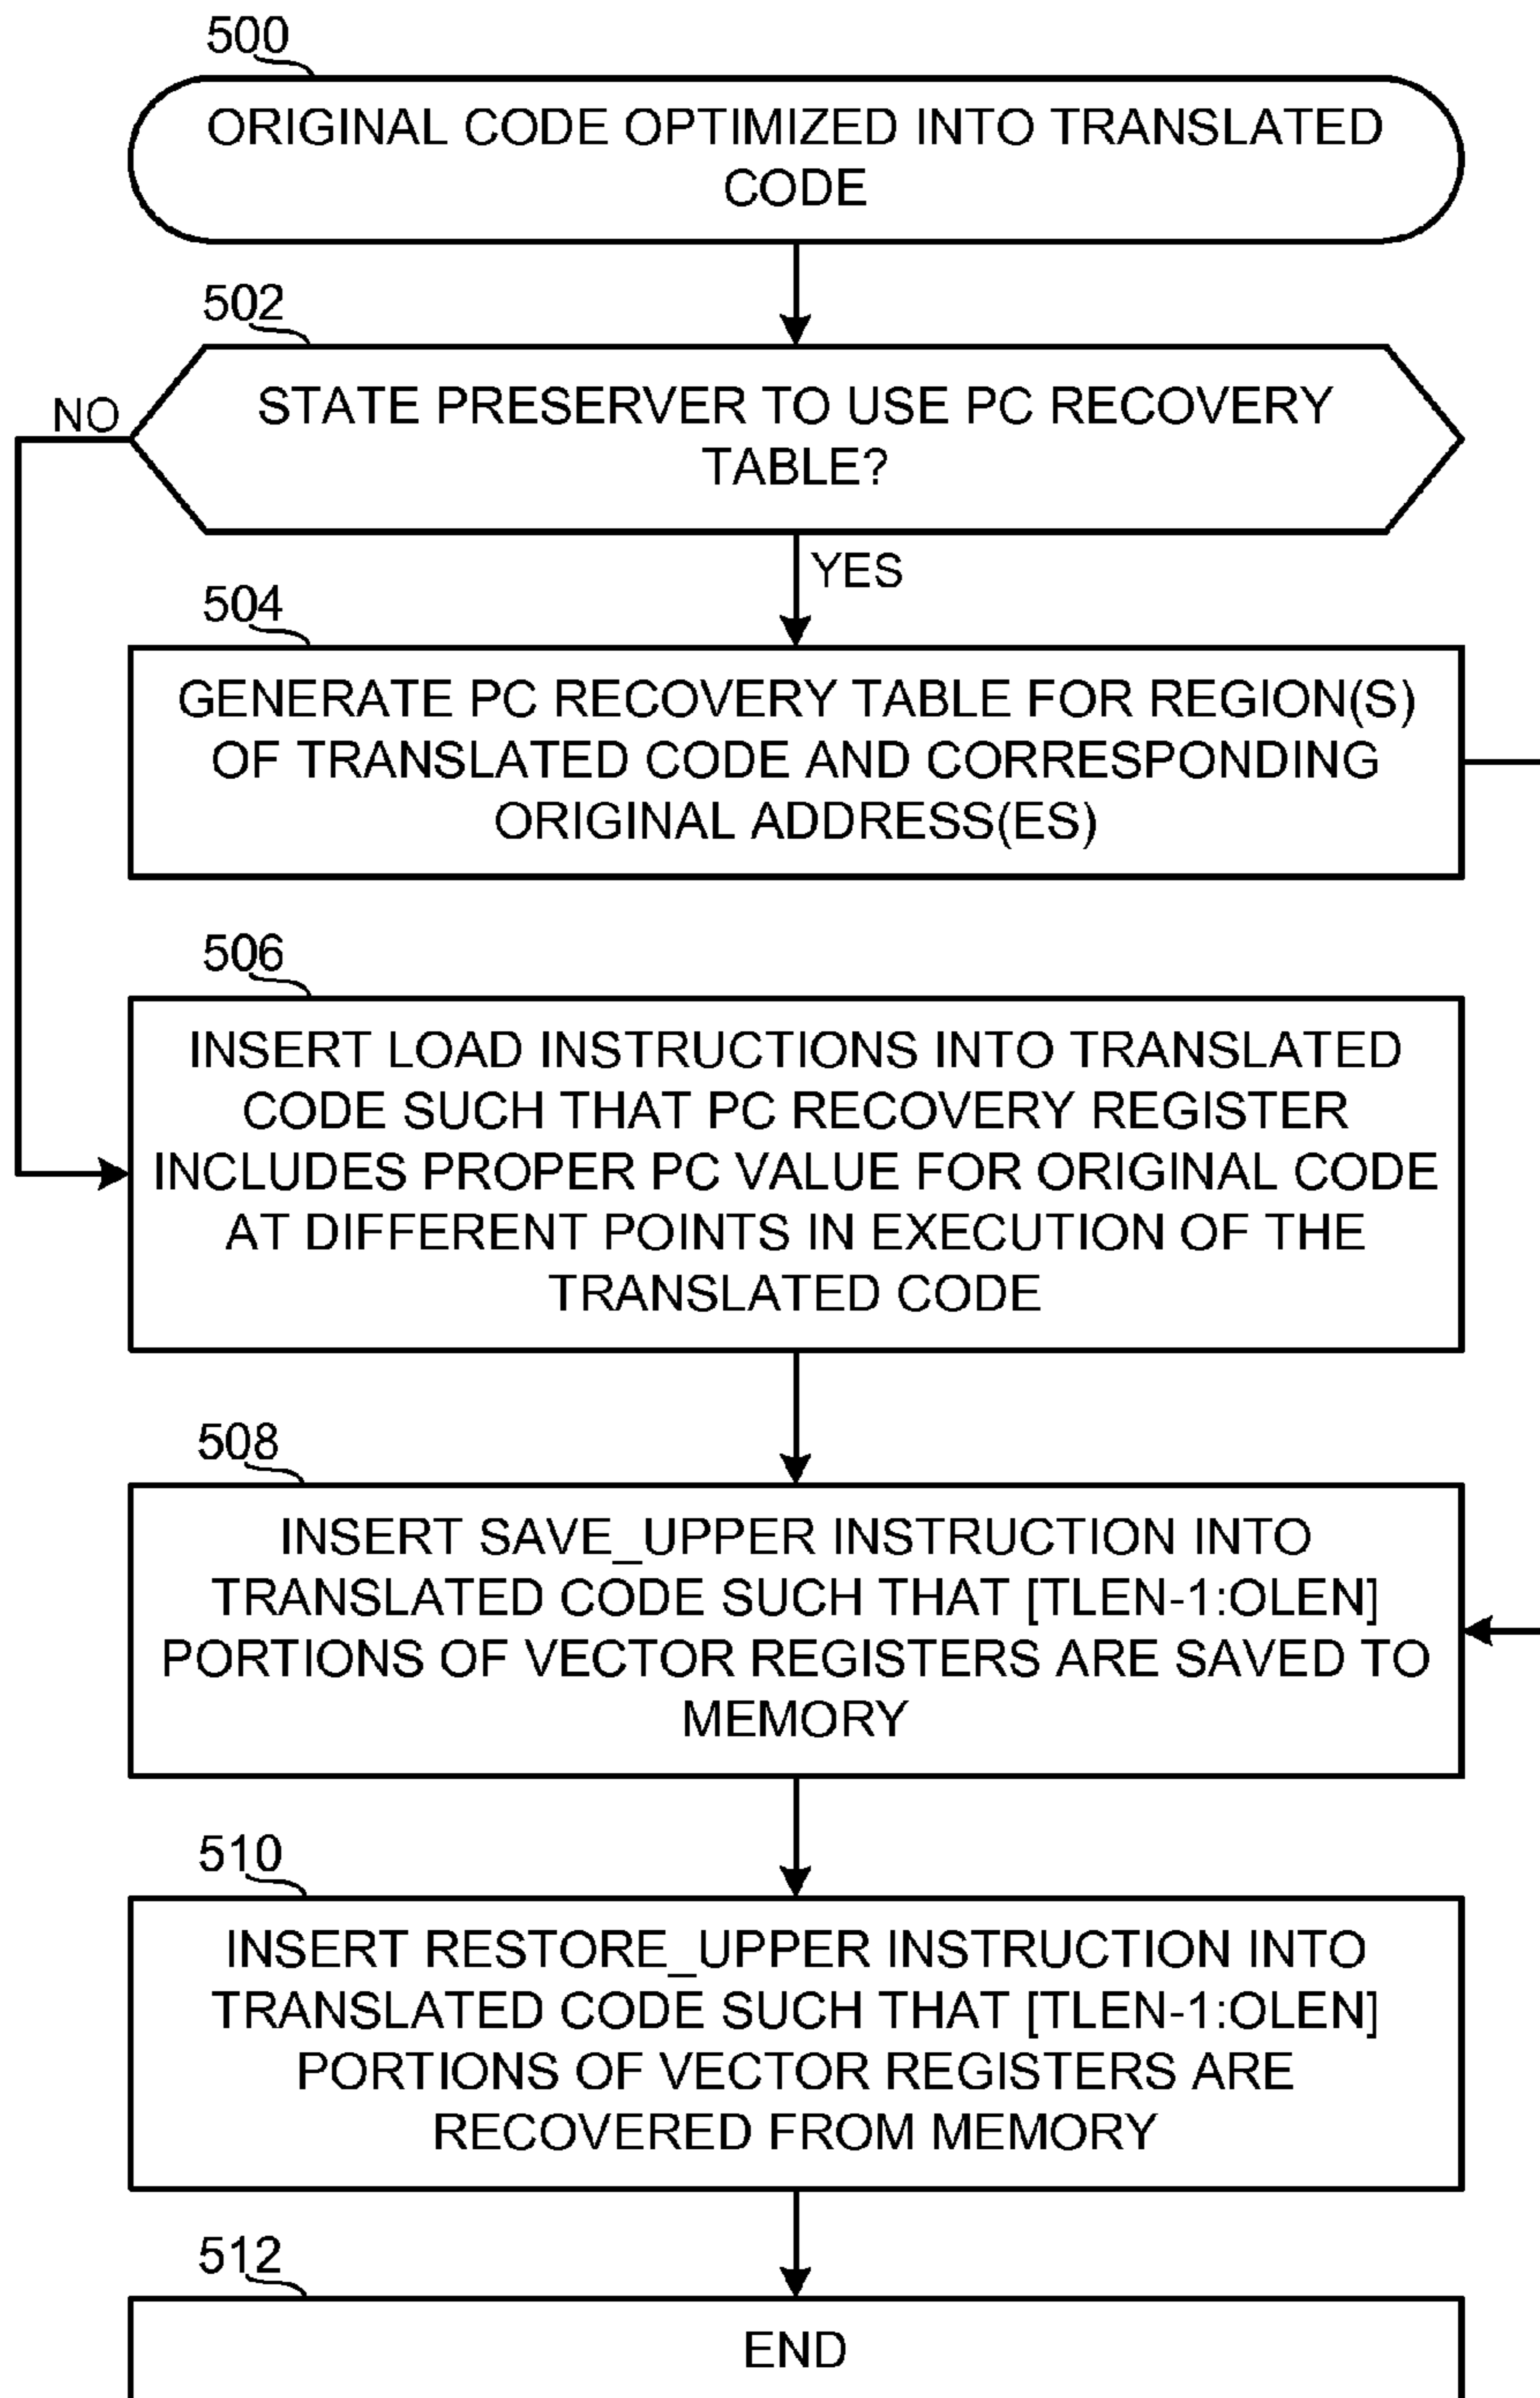 500
ORIGINAL CODE OPTIMIZED INTO TRANSLATED
CODE
502
NO
STATE PRESERVER TO USE PC RECOVERY
TABLE?
YES
504
GENERATE PC RECOVERY TABLE FOR REGION(S)
OF TRANSLATED CODE AND CORRESPONDING
ORIGINAL ADDRESS(ES)
506
INSERT LOAD INSTRUCTIONS INTO TRANSLATED
CODE SUCH THAT PC RECOVERY REGISTER
INCLUDES PROPER PC VALUE FOR ORIGINAL CODE
AT DIFFERENT POINTS IN EXECUTION OF THE
TRANSLATED CODE
508
INSERT SAVE_UPPER INSTRUCTION INTO
TRANSLATED CODE SUCH THAT [TLEN-1:OLEN]
PORTIONS OF VECTOR REGISTERS ARE SAVED TO
MEMORY
510
INSERT RESTORE_UPPER INSTRUCTION INTO
TRANSLATED CODE SUCH THAT [TLEN-1:OLEN]
PORTIONS OF VECTOR REGISTERS ARE
RECOVERED FROM MEMORY
512
END